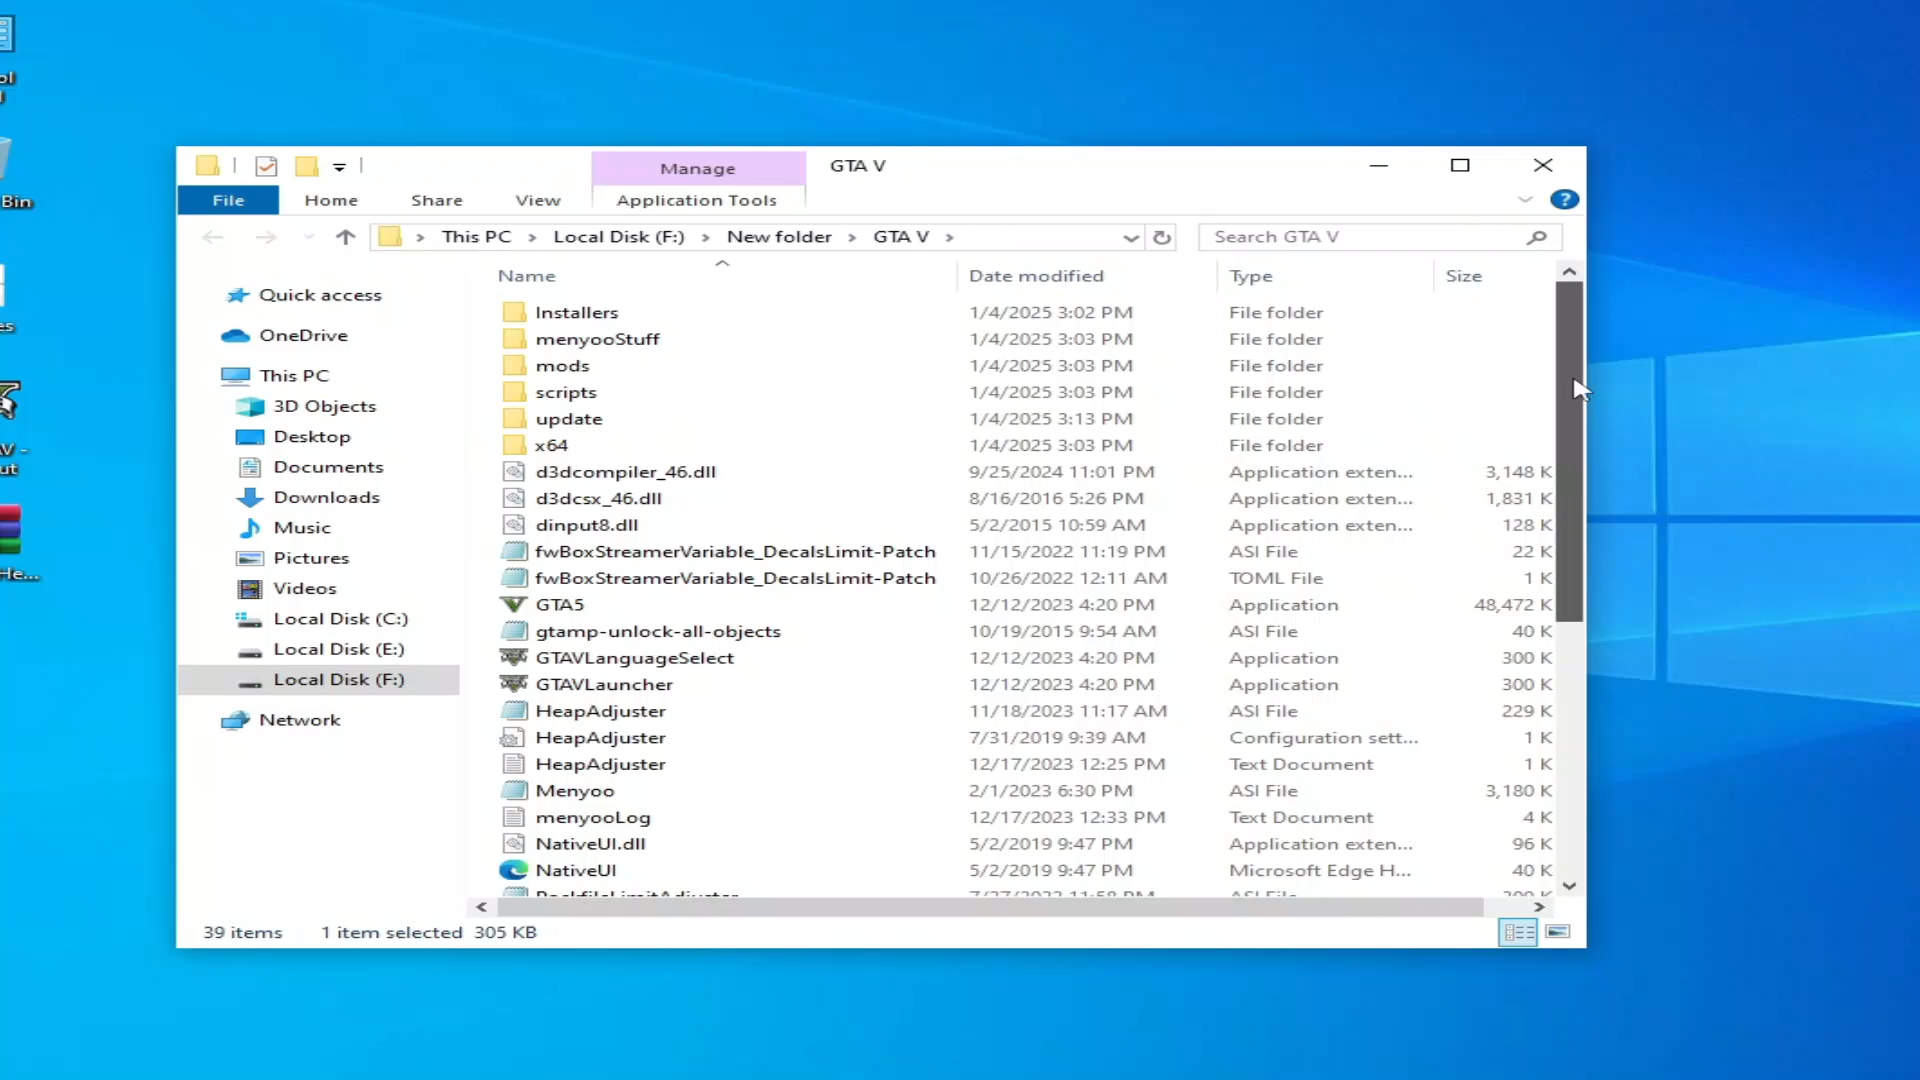 Manage
GTA V
File
Home
Share
View
Application Tools
This PC
Local Disk (F:)
New folder
GTA V
Search GTA V
Name
Date modified
Type
Size
Quick access
OneDrive
This PC
3D Objects
Desktop
Documents
Downloads
Music
Pictures
Videos
Local Disk (C:)
Local Disk (E:)
Local Disk (F:)
Network
Installers 1/4/2025 3:02 PM File folder
menyooStuff 1/4/2025 3:03 PM File folder
mods 1/4/2025 3:03 PM File folder
scripts 1/4/2025 3:03 PM File folder
update 1/4/2025 3:13 PM File folder
x64 1/4/2025 3:03 PM File folder
d3dcompiler_46.dll 9/25/2024 11:01 PM Application exten... 3,148 K
d3dcsx_46.dll 8/16/2016 5:26 PM Application exten... 1,831 K
dinput8.dll 5/2/2015 10:59 AM Application exten... 128 K
fwBoxStreamerVariable_DecalsLimit-Patch 11/15/2022 11:19 PM ASI File 22 K
fwBoxStreamerVariable_DecalsLimit-Patch 10/26/2022 12:11 AM TOML File 1 K
GTA5 12/12/2023 4:20 PM Application 48,472 K
gtamp-unlock-all-objects 10/19/2015 9:54 AM ASI File 40 K
GTAVLanguageSelect 12/12/2023 4:20 PM Application 300 K
GTAVLauncher 12/12/2023 4:20 PM Application 300 K
HeapAdjuster 11/18/2023 11:17 AM ASI File 229 K
HeapAdjuster 7/31/2019 9:39 AM Configuration sett... 1 K
HeapAdjuster 12/17/2023 12:25 PM Text Document 1 K
Menyoo 2/1/2023 6:30 PM ASI File 3,180 K
menyooLog 12/17/2023 12:33 PM Text Document 4 K
NativeUI.dll 5/2/2019 9:47 PM Application exten... 96 K
NativeUI 5/2/2019 9:47 PM Microsoft Edge H... 40 K
39 items 1 item selected 305 KB
Bin